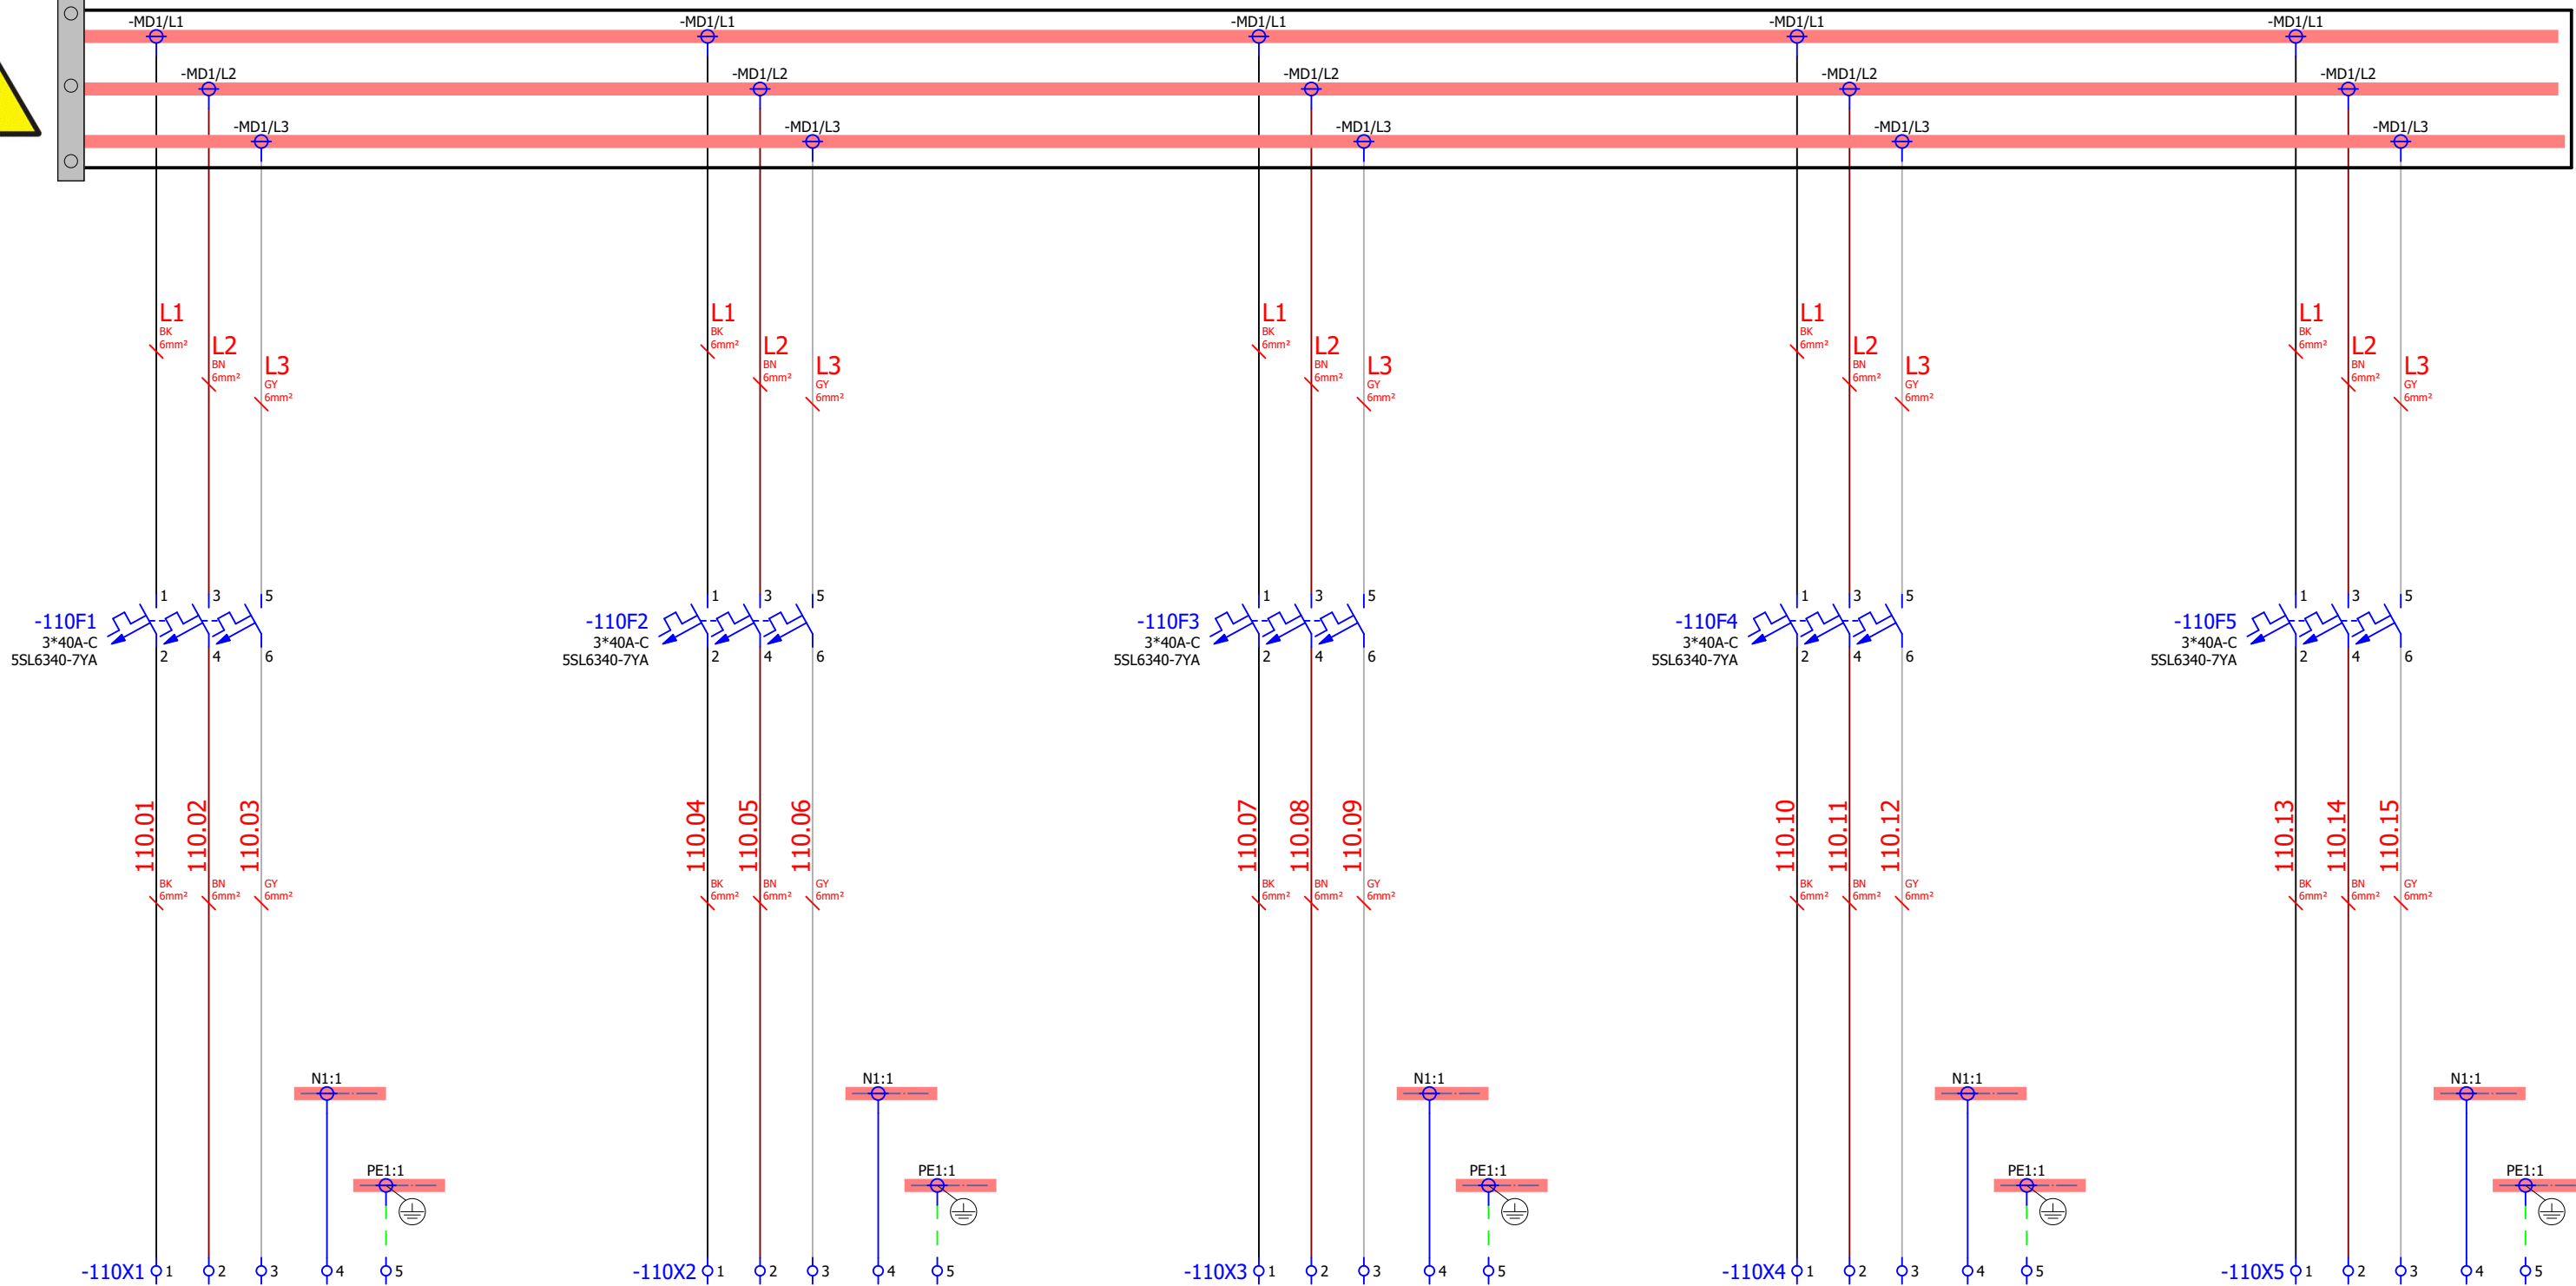 -MD1/L1 -MD1/L1 -MD1/L1 -MD1/L1 -MD1/L1
-MD1/L2 -MD1/L2 -MD1/L2 -MD1/L2 -MD1/L2
-MD1/L3 -MD1/L3 -MD1/L3 -MD1/L3 -MD1/L3
L1 L1 L1 L1 L1
BK BK BK BK BK
6mm² 6mm² 6mm² 6mm² 6mm²
L2 L2 L2 L2 L2
BN BN BN BN BN
6mm² 6mm² 6mm² 6mm² 6mm²
L3 L3 L3 L3 L3
GY GY GY GY GY
6mm² 6mm² 6mm² 6mm² 6mm²
1 3 5 1 3 5 1 3 5 1 3 5 1 3 5
-110F1 -110F2 -110F3 -110F4 -110F5
3*40A-C 3*40A-C 3*40A-C 3*40A-C 3*40A-C
5SL6340-7YA 5SL6340-7YA 5SL6340-7YA 5SL6340-7YA 5SL6340-7YA
2 4 6 2 4 6 2 4 6 2 4 6 2 4 6
110.01 110.02 110.03 110.04 110.05 110.06 110.07 110.08 110.09 110.10 110.11 110.12 110.13 110.14 110.15
BK BN GY BK BN GY BK BN GY BK BN GY BK BN GY
6mm² 6mm² 6mm² 6mm² 6mm² 6mm² 6mm² 6mm² 6mm² 6mm² 6mm² 6mm² 6mm² 6mm² 6mm²
N1:1 N1:1 N1:1 N1:1 N1:1
PE1:1 PE1:1 PE1:1 PE1:1 PE1:1
-110X1 1 2 3 4 5 -110X2 1 2 3 4 5 -110X3 1 2 3 4 5 -110X4 1 2 3 4 5 -110X5 1 2 3 4 5